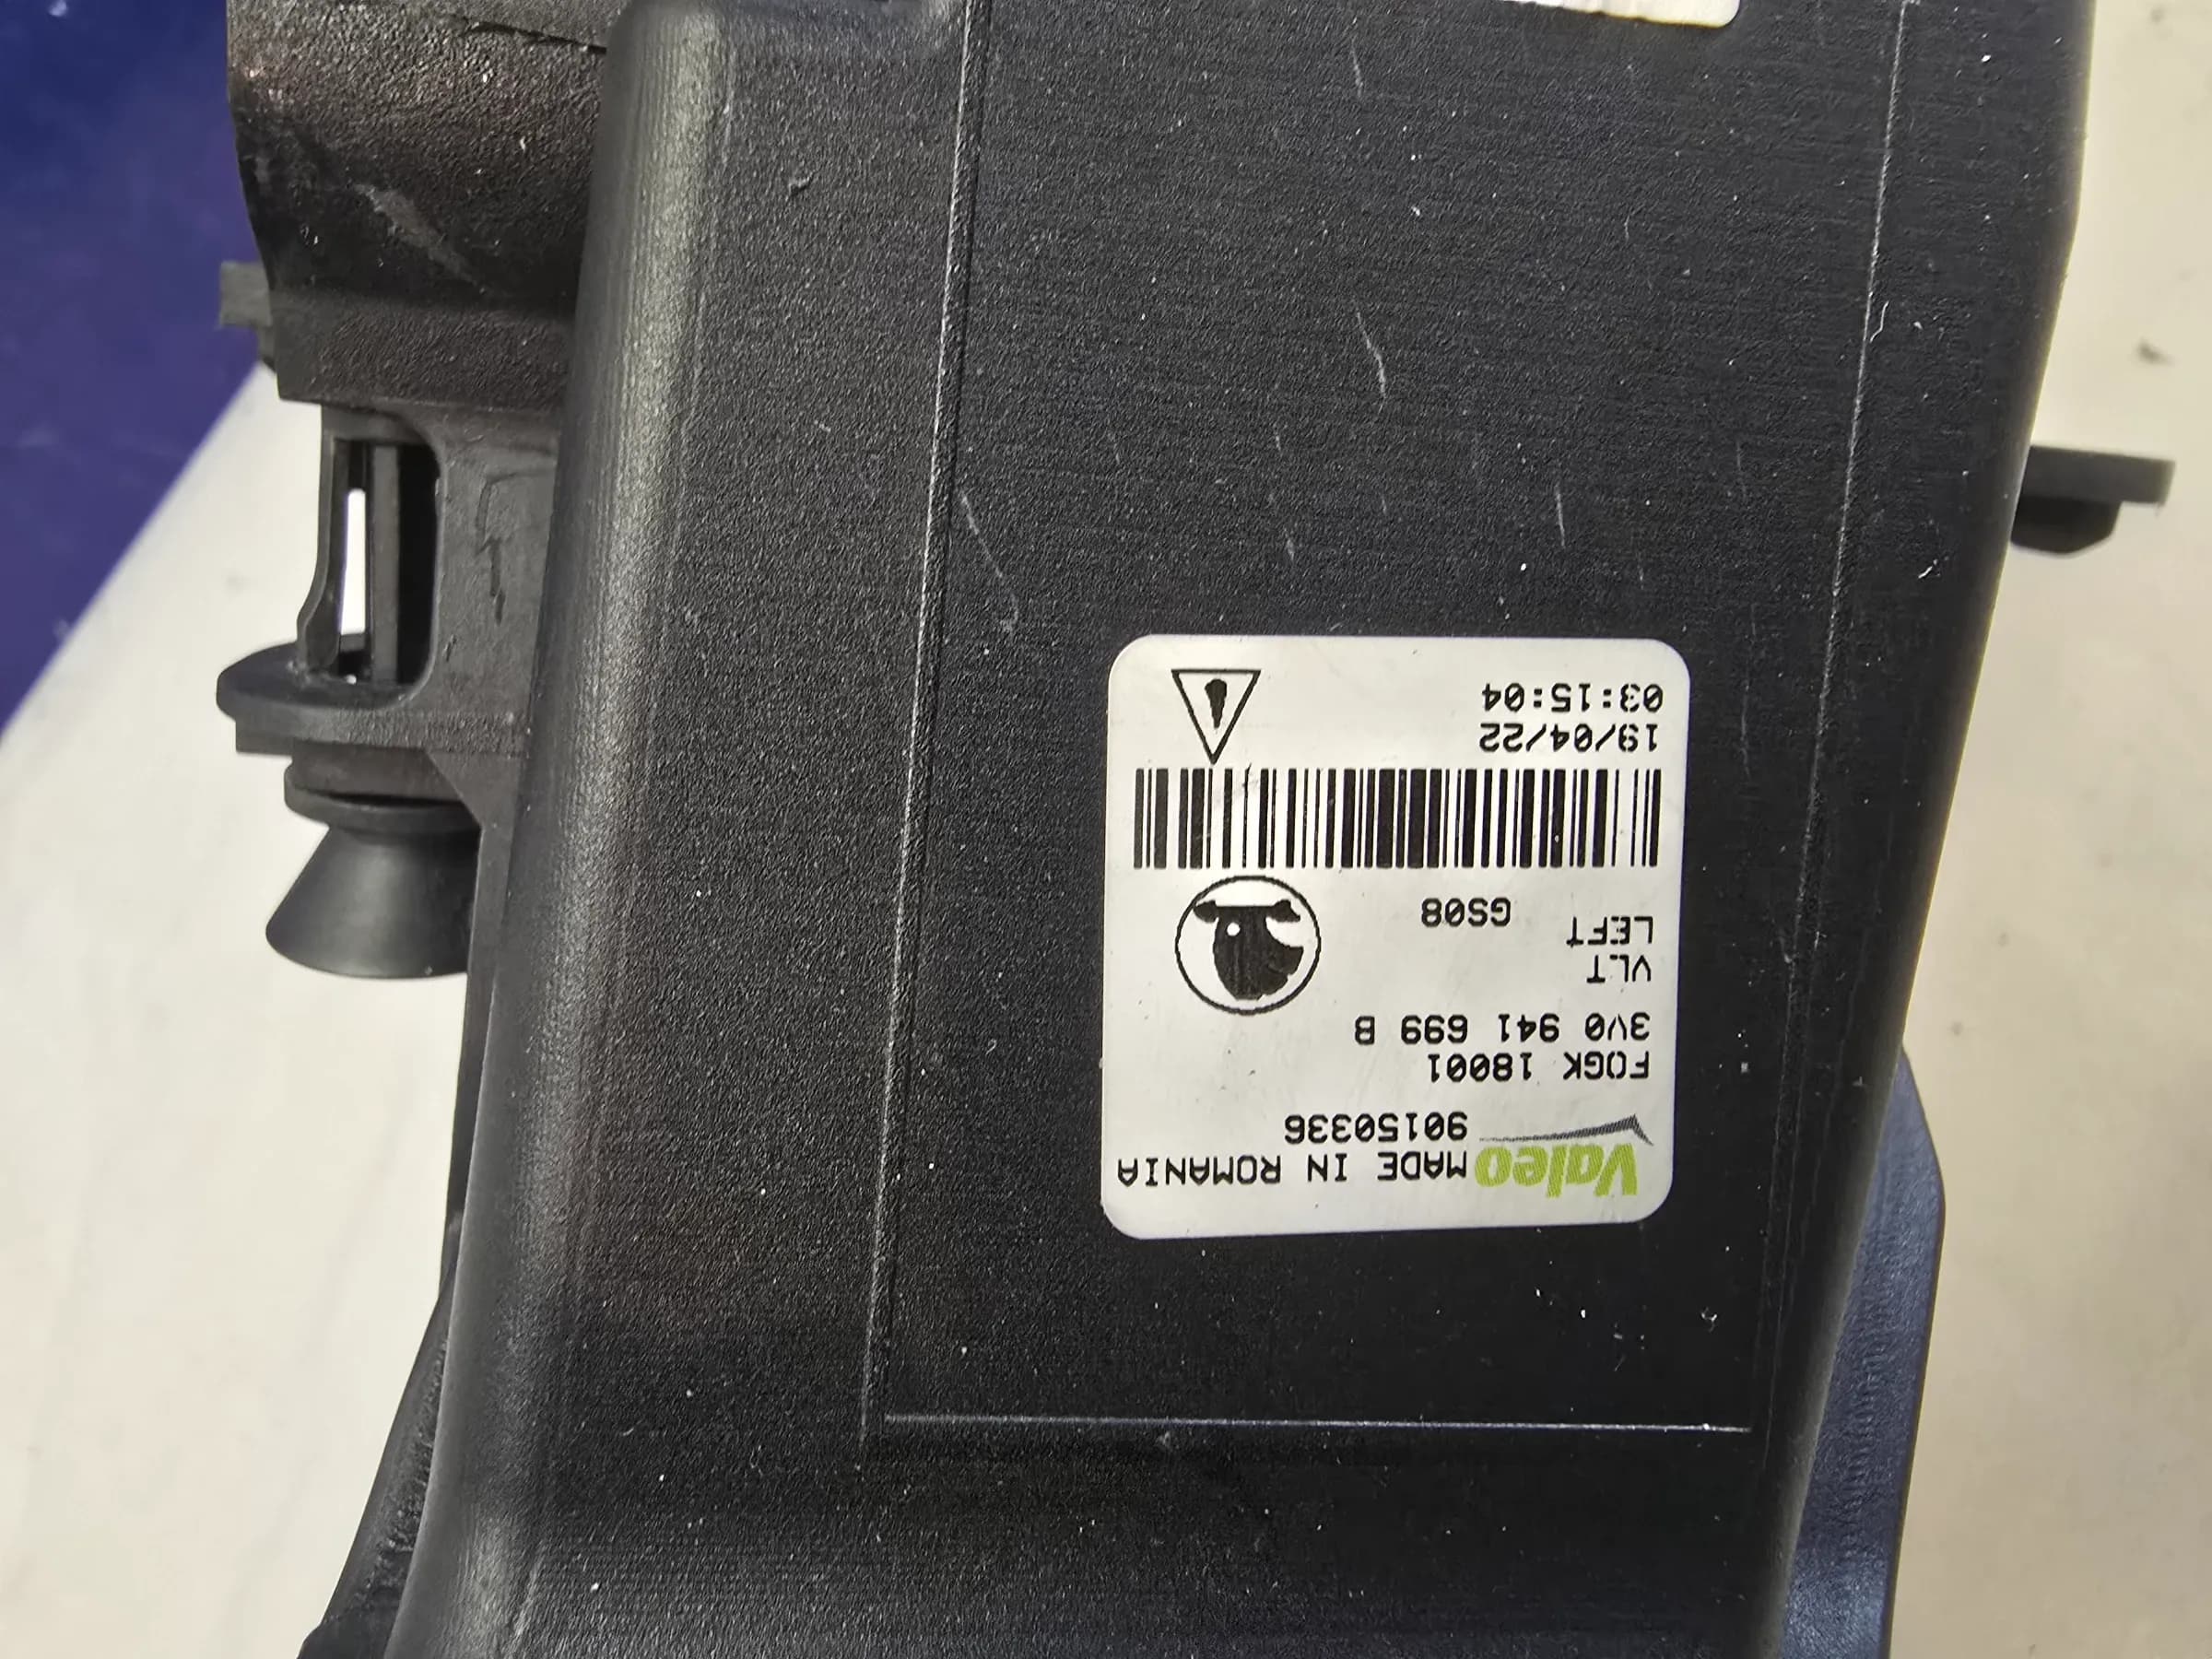 Valeo MADE IN ROMANIA
90150336
FOGK 18001
3V0 941 699 B
VLT
LEFT GS08
19/04/22
03:15:04